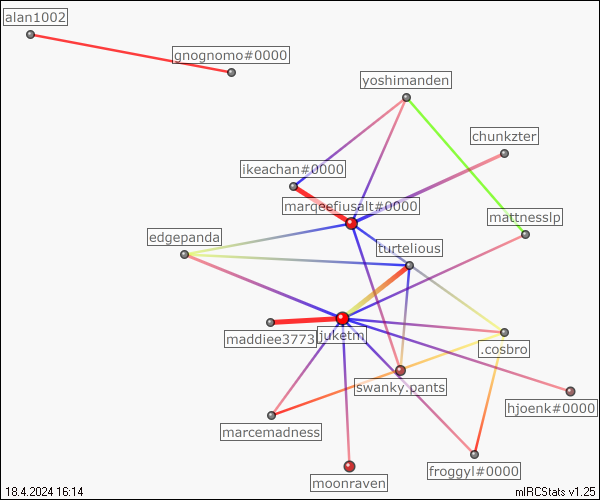 alan1002
gnognomo#0000
yoshimanden
chunkzter
ikeachan#0000
marqeefiusalt#0000
mattnesslp
edgepanda
turtelious
maddiee3773
juketm
.cosbro
swanky.pants
hjoenk#0000
marcemadness
froggyl#0000
moonraven
18.4.2024 16:14
mIRCStats v1.25